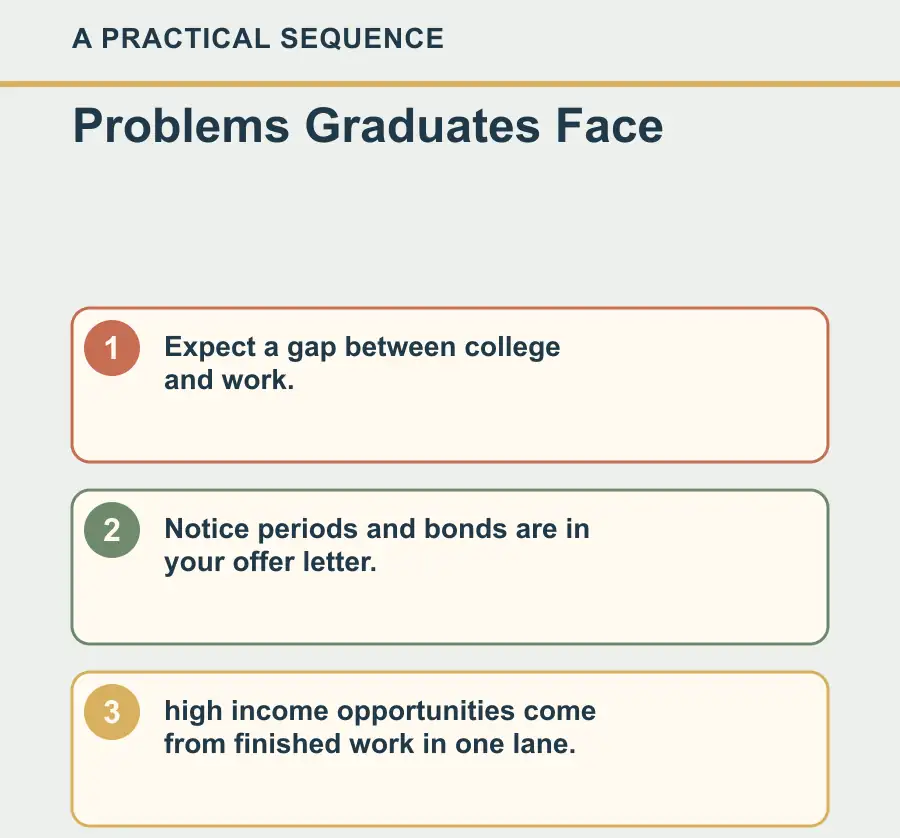 A PRACTICAL SEQUENCE
Problems Graduates Face
1
Expect a gap between college
and work.
2
Notice periods and bonds are in
your offer letter.
3
high income opportunities come
from finished work in one lane.